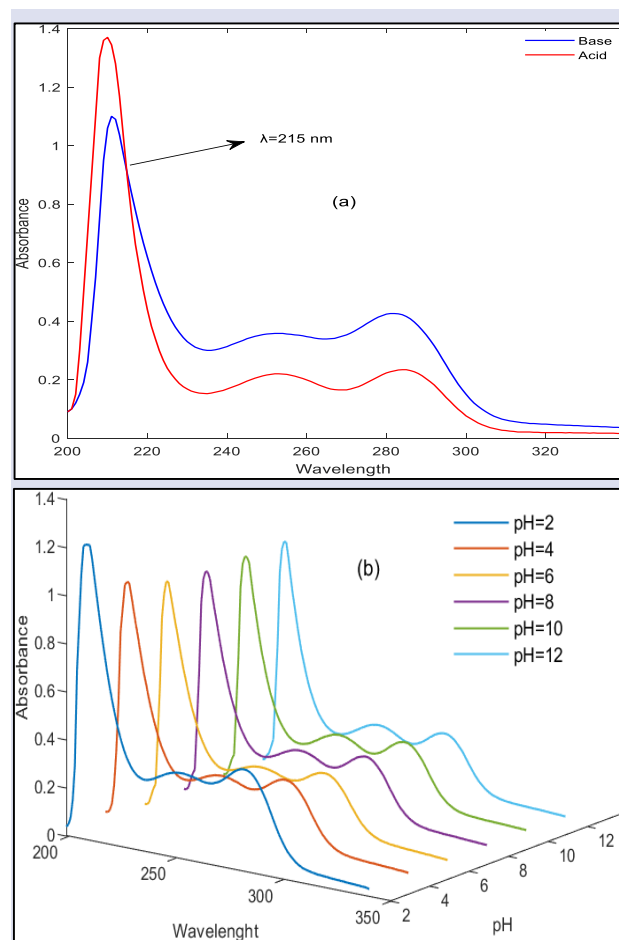 1.4
1.2
1
0.8
0.6
0.4
0.2
0
Absorbance
Base
Acid
λ=215 nm
(a)
200 220 240 260 280 300 320
Wavelength
1.4
1.2
1
0.8
0.6
0.4
0.2
0
Absorbance
(b)
pH=2
pH=4
pH=6
pH=8
pH=10
pH=12
200
250
300
350
Wavelenght
2
4
6
8
10
12
pH